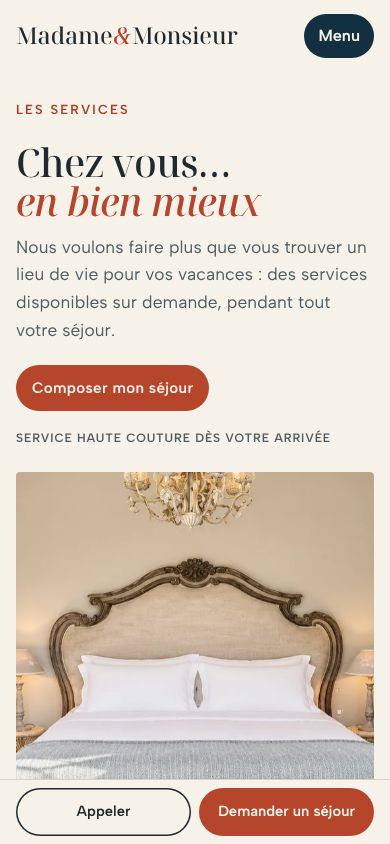 Madame&Monsieur
Menu
LES SERVICES
Chez vous...
en bien mieux
Nous voulons faire plus que vous trouver un
lieu de vie pour vos vacances : des services
disponibles sur demande, pendant tout
votre séjour.
Composer mon séjour
SERVICE HAUTE COUTURE DÈS VOTRE ARRIVÉE
Appeler
Demander un séjour